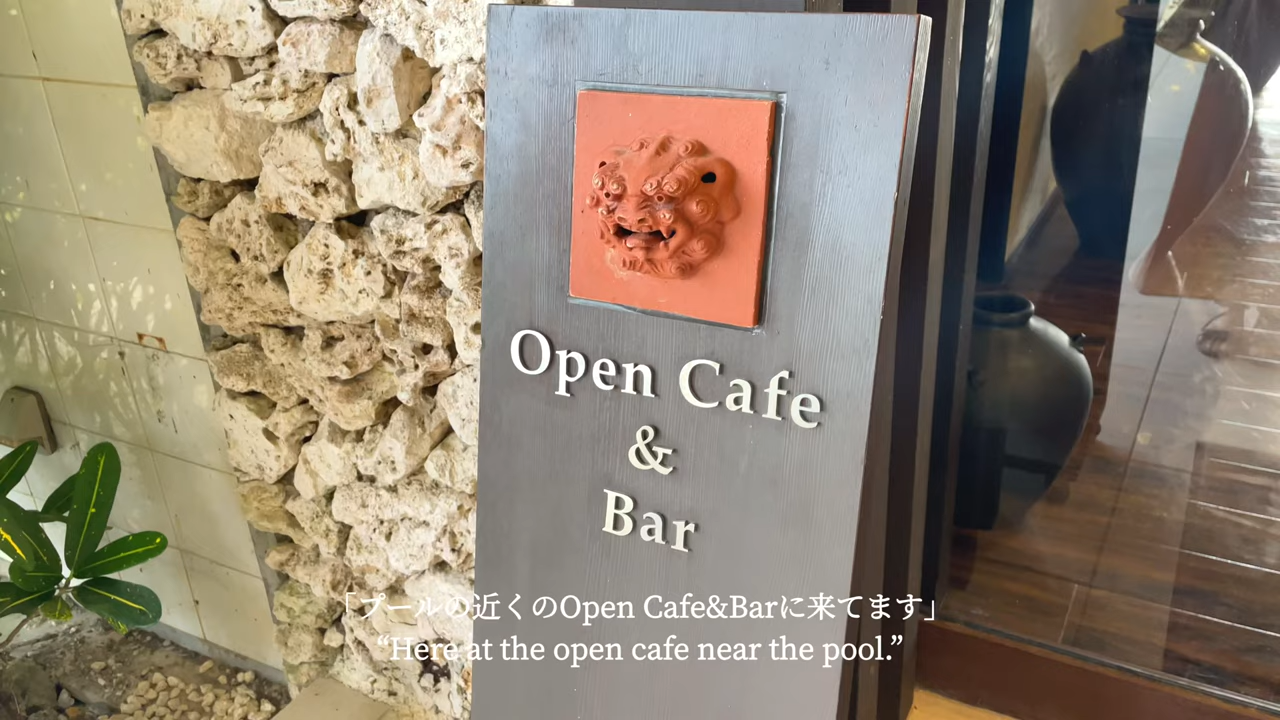 Open Cafe
&
Bar
「プールの近くのOpen Cafe&Barに来てます」
“Here at the open cafe near the pool.”